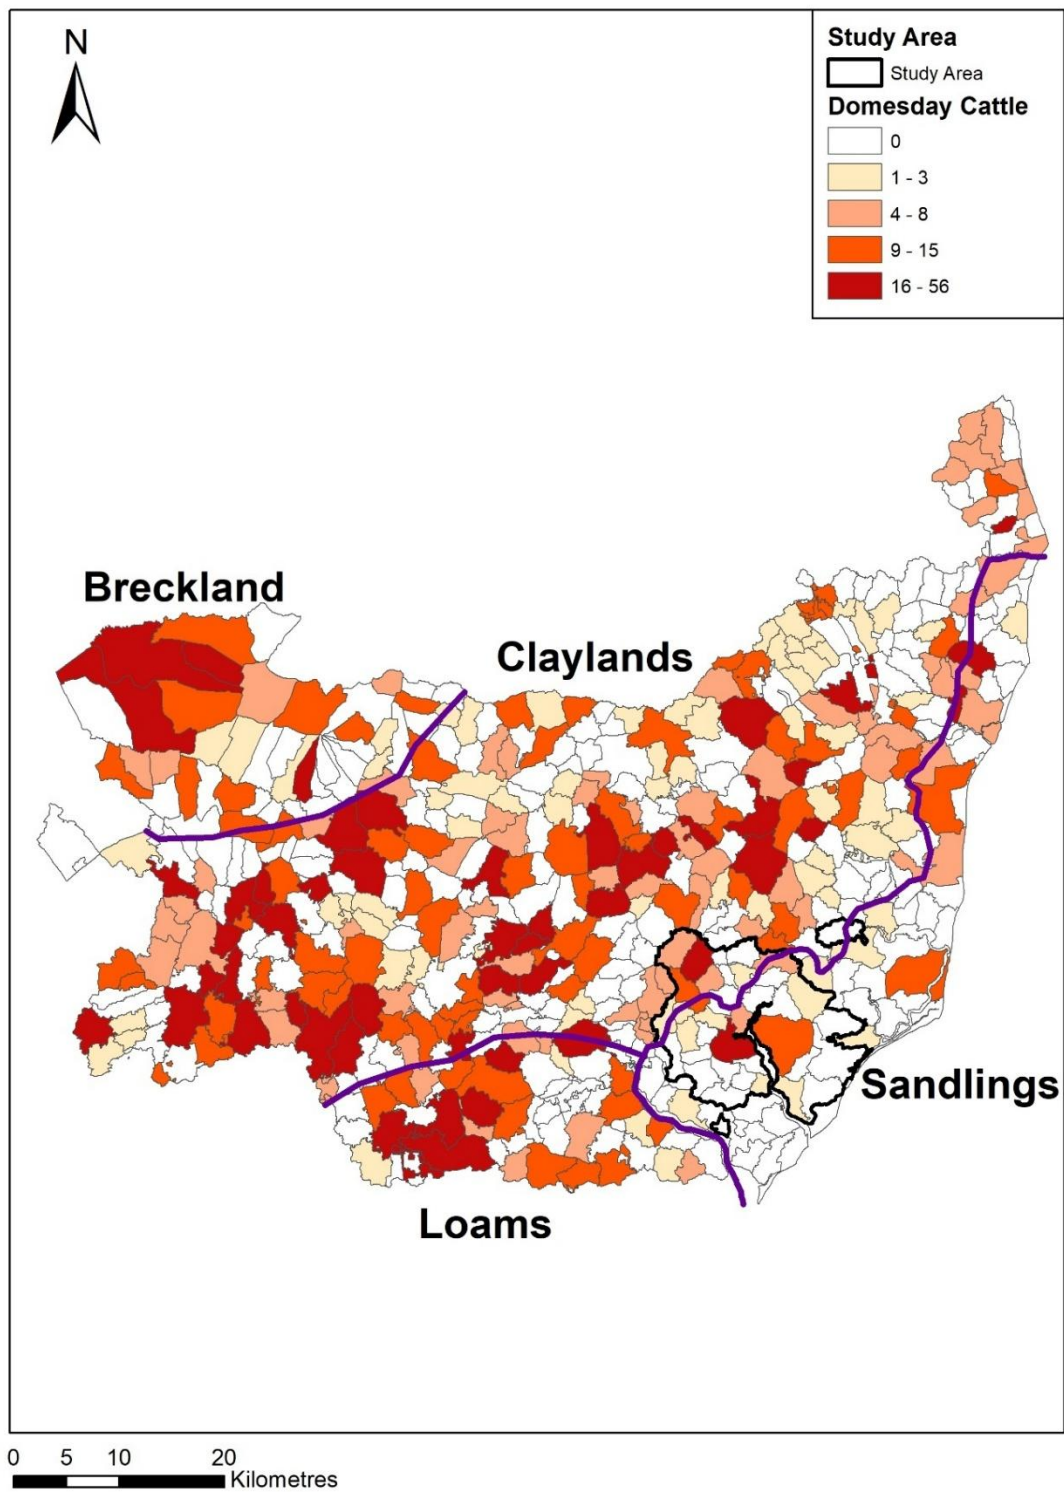 N
Study Area
Study Area
Domesday Cattle
0
1 - 3
4 - 8
9 - 15
16 - 56
Breckland
Claylands
Sandlings
Loams
0 5 10 20
Kilometres